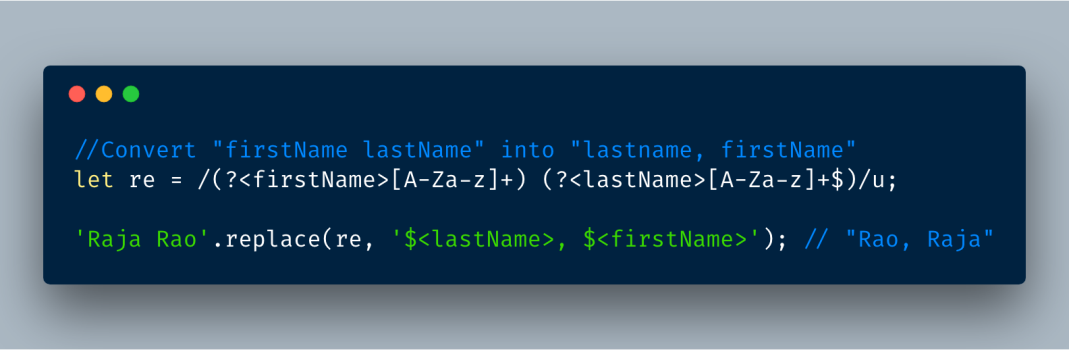 //Convert "firstName lastName" into "lastname, firstName"
let re = /(?<firstName>[A-Za-z]+) (?<lastName>[A-Za-z]+$)/u;
'Raja Rao'.replace(re, '$<lastName>, $<firstName>'); // "Rao, Raja"